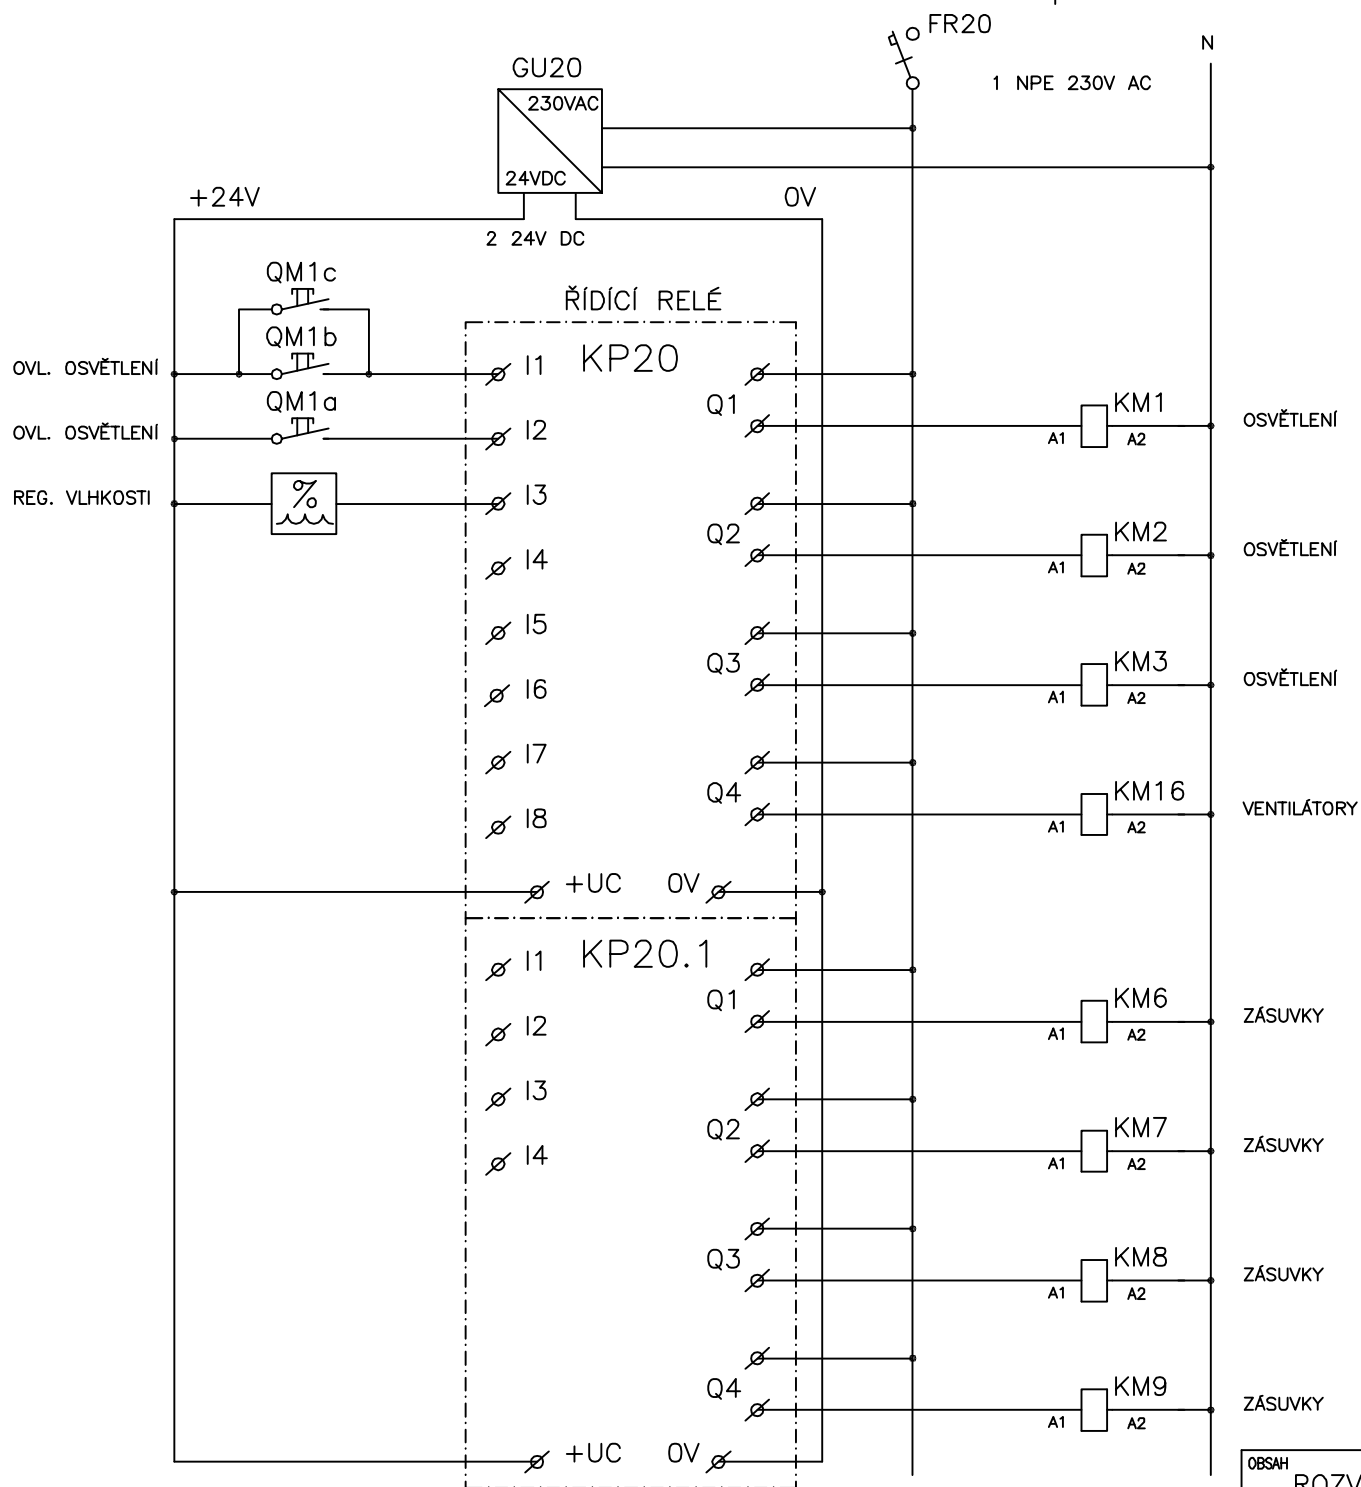 FR20
N
GU20
230VAC
1 NPE 230V AC
24VDC
+24V
0V
2 24V DC
QM1c
ŘÍDÍCÍ RELÉ
QM1b
KP20
OVL. OSVĚTLENÍ
I1
QM1a
Q1
KM1
A1
A2
OSVĚTLENÍ
OVL. OSVĚTLENÍ
I2
REG. VLHKOSTI
%
I3
Q2
KM2
A1
A2
OSVĚTLENÍ
I4
I5
Q3
KM3
A1
A2
OSVĚTLENÍ
I6
I7
Q4
KM16
A1
A2
VENTILÁTORY
I8
+UC
0V
KP20.1
I1
Q1
KM6
A1
A2
ZÁSUVKY
I2
I3
Q2
KM7
A1
A2
ZÁSUVKY
I4
Q3
KM8
A1
A2
ZÁSUVKY
Q4
KM9
A1
A2
ZÁSUVKY
+UC
0V
OBSAH